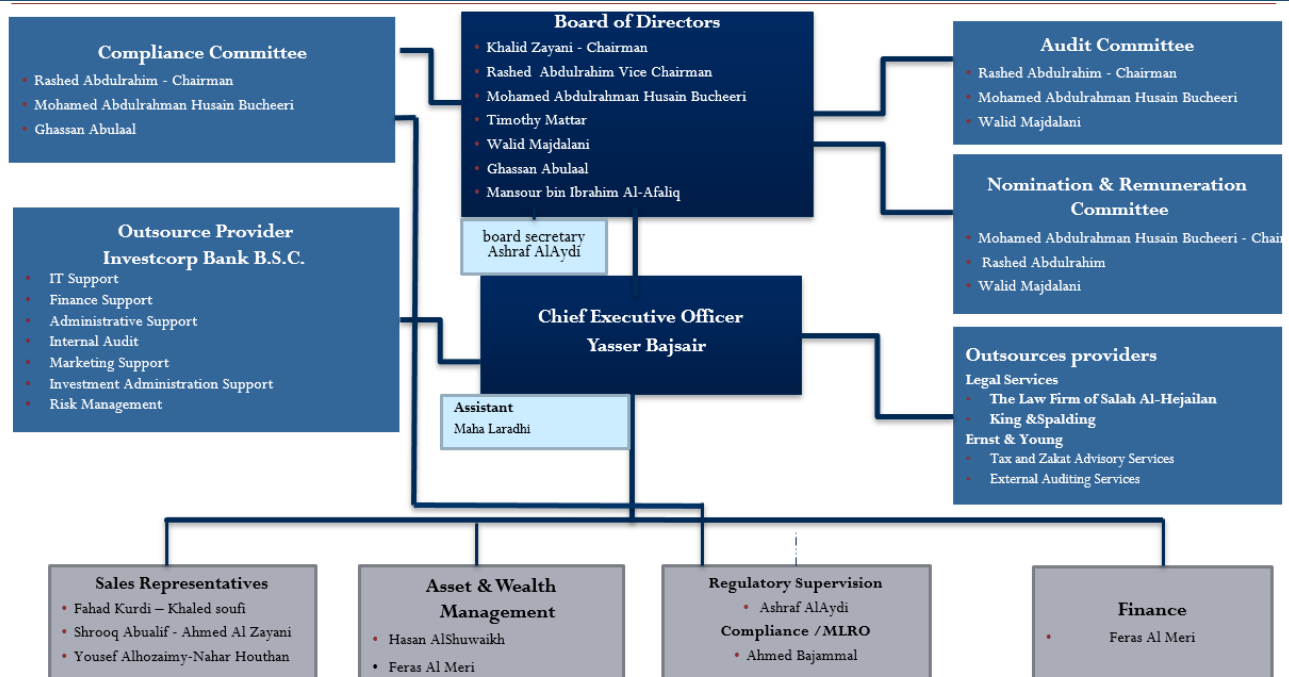 Board of Directors
Khalid Zayani - Chairman
Rashed Abdulrahim Vice Chairman
Mohamed Abdulrahman Husain Bucheeri
Timothy Mattar
Walid Majdalani
Ghassan Abulaal
Mansour bin Ibrahim Al-Afaliq
Compliance Committee
Rashed Abdulrahim - Chairman
Mohamed Abdulrahman Husain Bucheeri
Ghassan Abulaal
Audit Committee
Rashed Abdulrahim - Chairman
Mohamed Abdulrahman Husain Bucheeri
Walid Majdalani
Nomination & Remuneration
Committee
Mohamed Abdulrahman Husain Bucheeri - Chai
Rashed Abdulrahim
Walid Majdalani
board secretary
Ashraf AlAydi
Outsource Provider
Investcorp Bank B.S.C.
IT Support
Finance Support
Administrative Support
Internal Audit
Marketing Support
Investment Administration Support
Risk Management
Chief Executive Officer
Yasser Bajsair
Assistant
Maha Laradhi
Outsources providers
Legal Services
The Law Firm of Salah Al-Hejailan
King &Spalding
Ernst & Young
Tax and Zakat Advisory Services
External Auditing Services
Sales Representatives
Fahad Kurdi – Khaled soufi
Shrooq Abualif - Ahmed Al Zayani
Yousef Alhozaimy-Nahar Houthan
Asset & Wealth
Management
Hasan AlShuwaikh
Feras Al Meri
Regulatory Supervision
Ashraf AlAydi
Compliance /MLRO
Ahmed Bajammal
Finance
Feras Al Meri